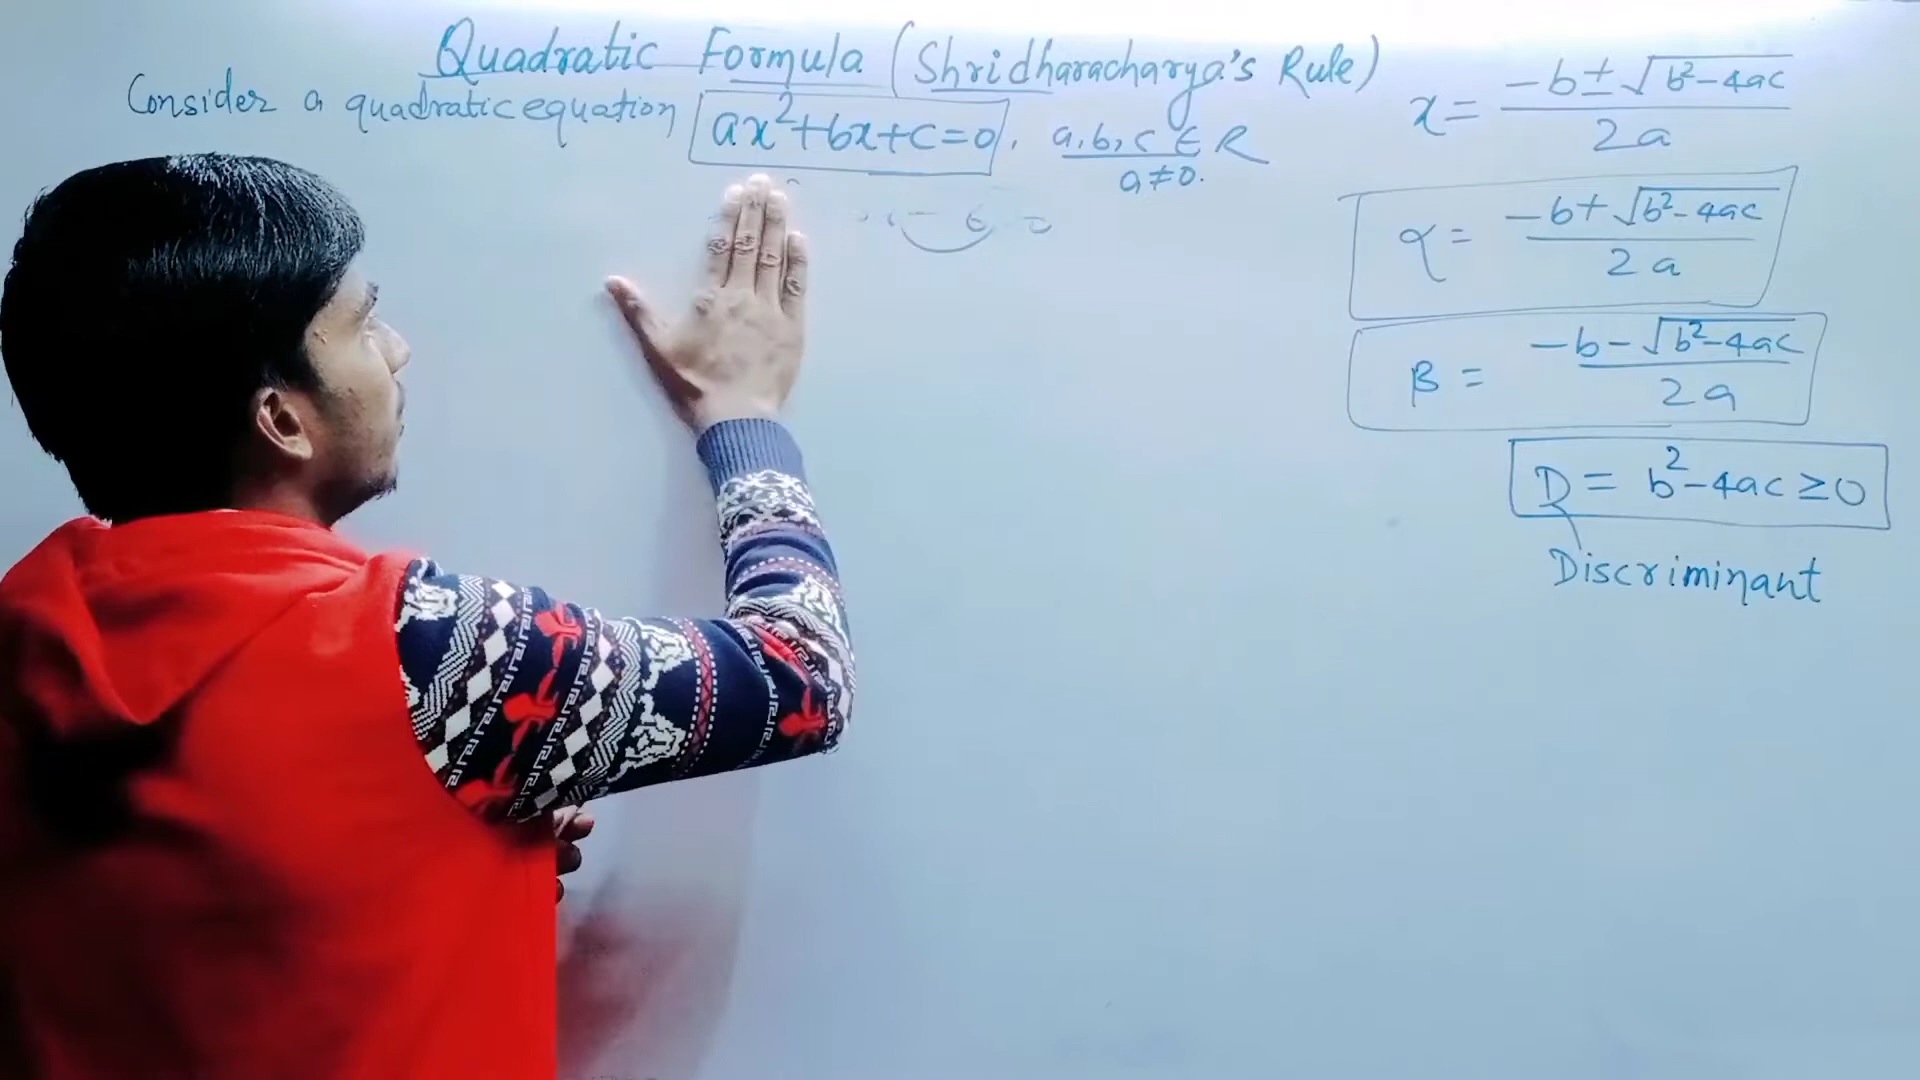 Quadratic Formula (Shridharacharya's Rule)
Consider a quadratic equation ax²+bx+c=0, a,b,c ∈ R
a≠0.
x = (-b ± √(b²-4ac)) / 2a
α = (-b + √(b²-4ac)) / 2a
β = (-b - √(b²-4ac)) / 2a
D = b²-4ac ≥ 0
Discriminant